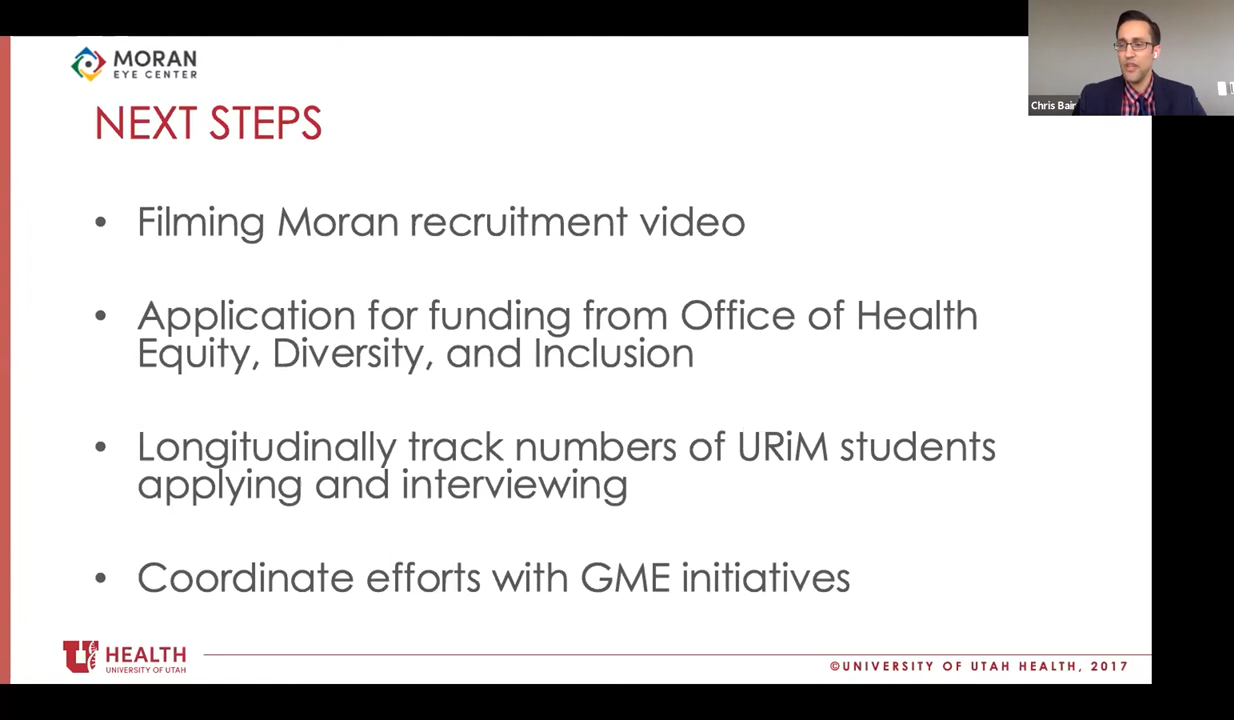 MORAN
EYE CENTER
Chris Bair
NEXT STEPS
• Filming Moran recruitment video
• Application for funding from Office of Health
Equity, Diversity, and Inclusion
• Longitudinally track numbers of URiM students
applying and interviewing
• Coordinate efforts with GME initiatives
U HEALTH
UNIVERSITY OF UTAH
©UNIVERSITY OF UTAH HEALTH, 2017